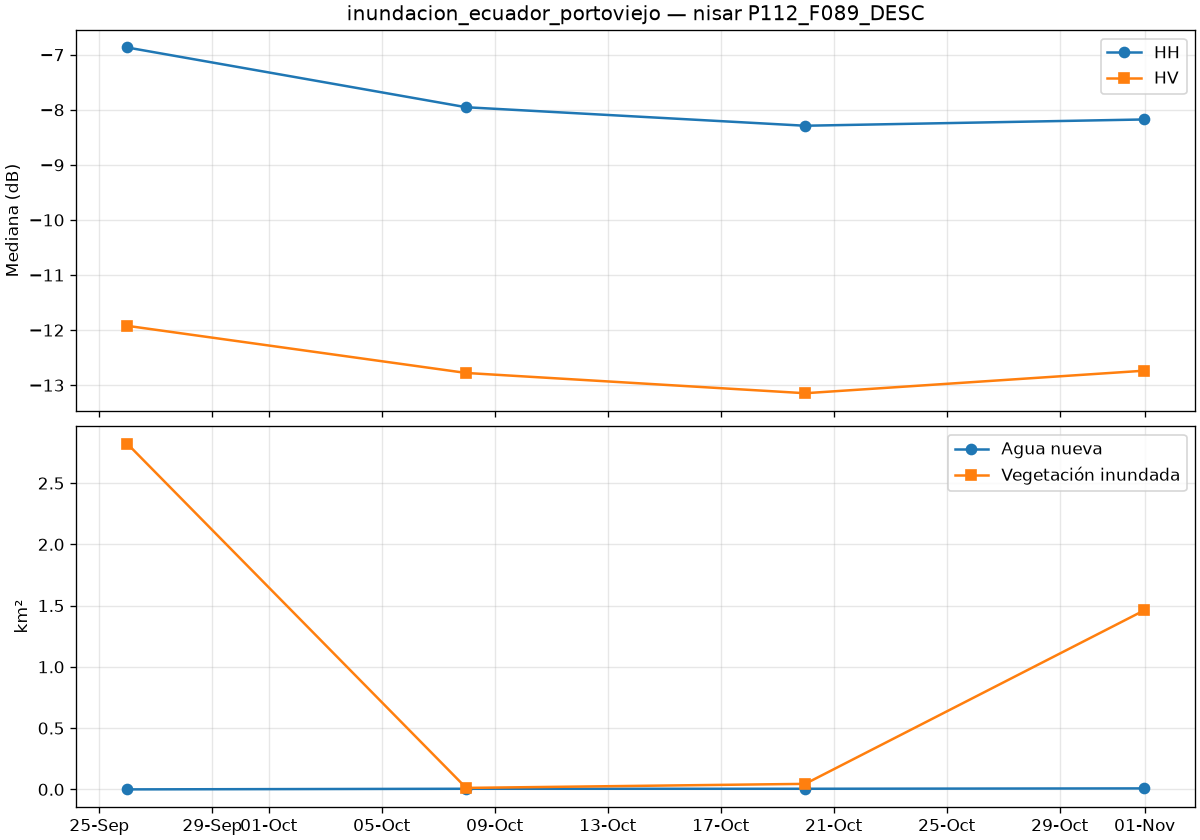 inundacion_ecuador_portoviejo — nisar P112_F089_DESC
Mediana (dB)
−7
−8
−9
−10
−11
−12
−13
HH
HV
km²
2.5
2.0
1.5
1.0
0.5
0.0
Agua nueva
Vegetación inundada
25-Sep 29-Sep 01-Oct 05-Oct 09-Oct 13-Oct 17-Oct 21-Oct 25-Oct 29-Oct 01-Nov